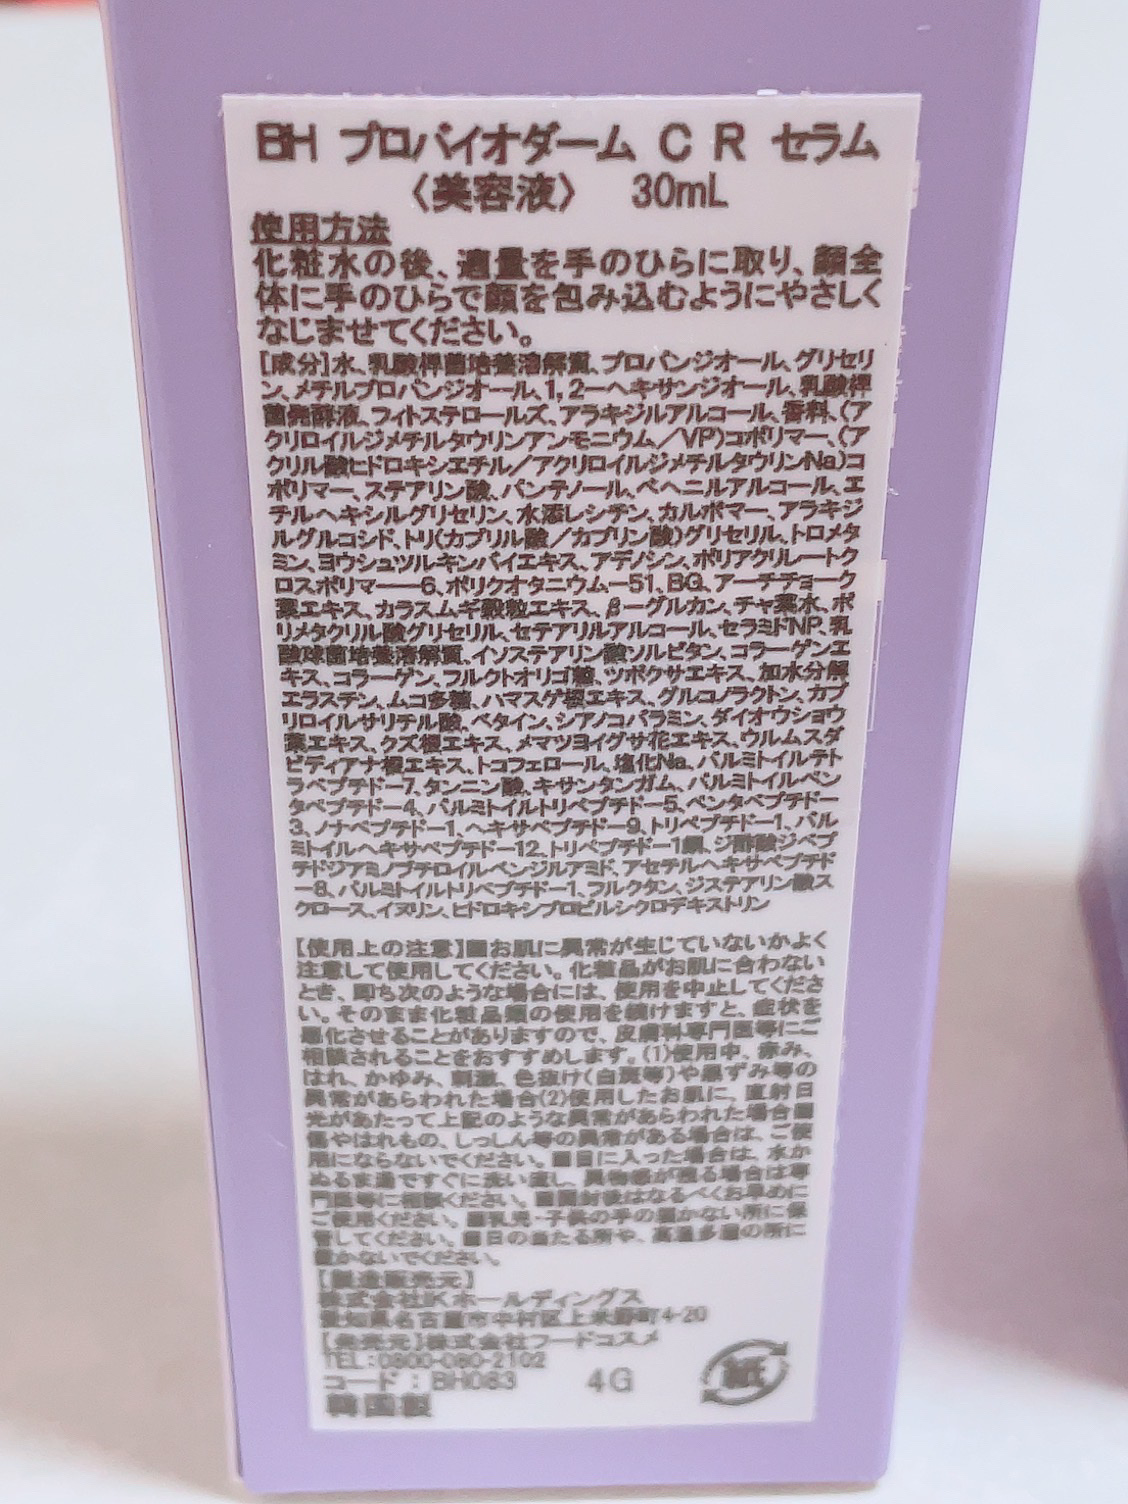 BH プロバイオダーム C R セラム
〈美容液〉 30mL
使用方法
化粧水の後、適量を手のひらに取り、顔全
体に手のひらで顔を包み込むようにやさしく
なじませてください。
[成分]水、乳酸桿菌培養溶解質、プロパンジオール、グリセリ
ン、メチルプロパンジオール、1,2-ヘキサンジオール、乳酸桿
菌発酵液、フィトステロールズ、アラキジルアルコール、香料、(ア
クリロイルジメチルタウリンアンモニウム/VP)コポリマー、(ア
クリル酸ヒドロキシエチル/アクリロイルジメチルタウリンNa)コ
ポリマー、ステアリン酸、パンテノール、ベヘニルアルコール、エ
チルヘキシルグリセリン、水添レシチン、カルボマー、アラキジ
ルグルコシド、トリ(カプリル酸/カプリン酸)グリセリル、トロメタ
ミン、ヨウシュツルキンバイエキス、アデノシン、ポリアクリレートク
ロスポリマー-6、ポリクオタニウム-51、BG、アーチチョーク
葉エキス、カラスムギ穀粒エキス、β-グルカン、チャ葉水、ポ
リメタクリル酸グリセリル、セテアリルアルコール、セラミドNP、乳
酸球菌培養溶解質、イソステアリン酸ソルビタン、コラーゲンエ
キス、コラーゲン、フルクトオリゴ糖、ツボクサエキス、加水分解
エラスチン、ムコ多糖、ハマスゲ根エキス、グルコノラクトン、カプ
リロイルサリチル酸、ベタイン、シアノコバラミン、ダイオウショウ
葉エキス、クズ根エキス、メマツヨイグサ花エキス、ウルムスダ
ビディアナ根エキス、トコフェロール、塩化Na、パルミトイルテト
ラペプチド-7、タンニン酸、キサンタンガム、パルミトイルペン
タペプチド-4、パルミトイルトリペプチド-5、ペンタペプチド-
3、ノナペプチド-1、ヘキサペプチド-9、トリペプチド-1、パル
ミトイルヘキサペプチド-12、トリペプチド-1銅、ジ酢酸ジペプ
チドジアミノブチロイルベンジルアミド、アセチルヘキサペプチド
-8、パルミトイルトリペプチド-1、フルクタン、ジステアリン酸ス
クロース、イヌリン、ヒドロキシプロピルシクロデキストリン
【使用上の注意】■お肌に異常が生じていないかよく
注意して使用してください。化粧品がお肌に合わない
とき、即ち次のような場合には、使用を中止してくださ
い。そのまま化粧品類の使用を続けますと、症状を
悪化させることがありますので、皮膚科専門医等にご
相談されることをおすすめします。(1)使用中、赤み、
はれ、かゆみ、刺激、色抜け(白斑等)や黒ずみ等の
異常があらわれた場合(2)使用したお肌に、直射日
光があたって上記のような異常があらわれた場合■
傷やはれもの、しっしん等の異常がある場合は、ご使
用にならないでください。■目に入った場合は、水か
ぬるま湯ですぐに洗い流し、異物感が残る場合は専
門医等に相談ください。■開封後はなるべくお早めに
ご使用ください。■乳児・子供の手の届かない所に保
管してください。■日の当たる所や、高温多湿の所に
置かないでください。
【製造販売元】
株式会社IKホールディングス
愛知県名古屋市中村区上米野町4-20
【発売元】株式会社フードコスメ
TEL:0800-080-2102
コード:BH083 4G
韓国製
紙